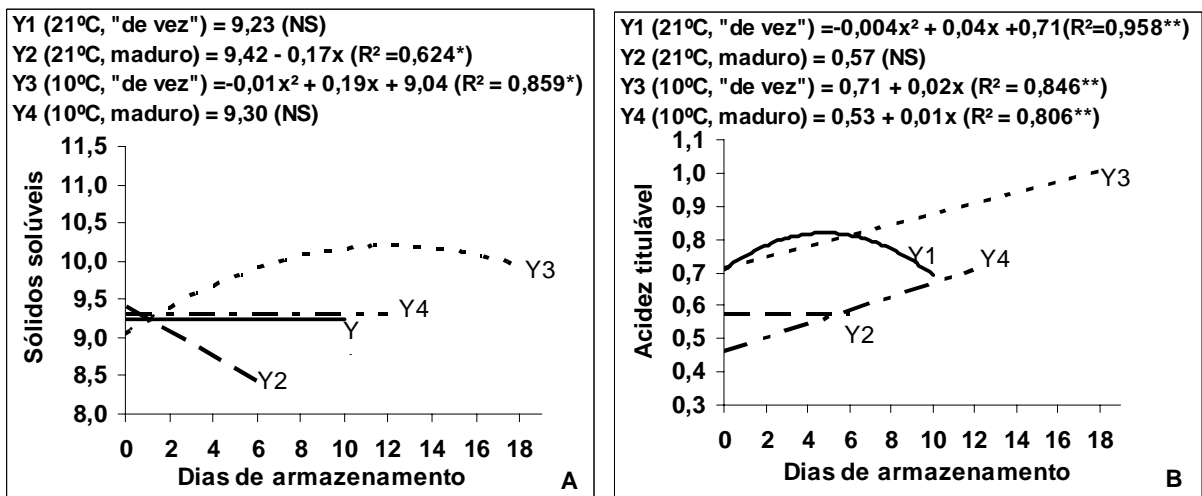 Y1 (21ºC, "de vez") = 9,23 (NS)
Y2 (21ºC, maduro) = 9,42 - 0,17x (R² =0,624*)
Y3 (10ºC, "de vez") =-0,01x² + 0,19x + 9,04 (R² = 0,859*)
Y4 (10ºC, maduro) = 9,30 (NS)
11,0
10,5
10,0
9,5
9,0
8,5
8,0
Sólidos solúveis
Y3
Y4
Y
Y2
0 2 4 6 8 10 12 14 16 18
Dias de armazenamento
A
Y1 (21ºC, "de vez") =-0,004x² + 0,04x +0,71(R²=0,958**)
Y2 (21ºC, maduro) = 0,57 (NS)
Y3 (10ºC, "de vez") = 0,71 + 0,02x (R² = 0,846**)
Y4 (10ºC, maduro) = 0,53 + 0,01x (R² = 0,806**)
1,1
1,0
0,9
0,8
0,7
0,6
0,5
0,4
0,3
Acidez titulável
Y3
Y1
Y4
Y2
0 2 4 6 8 10 12 14 16 18
Dias de armazenamento
B